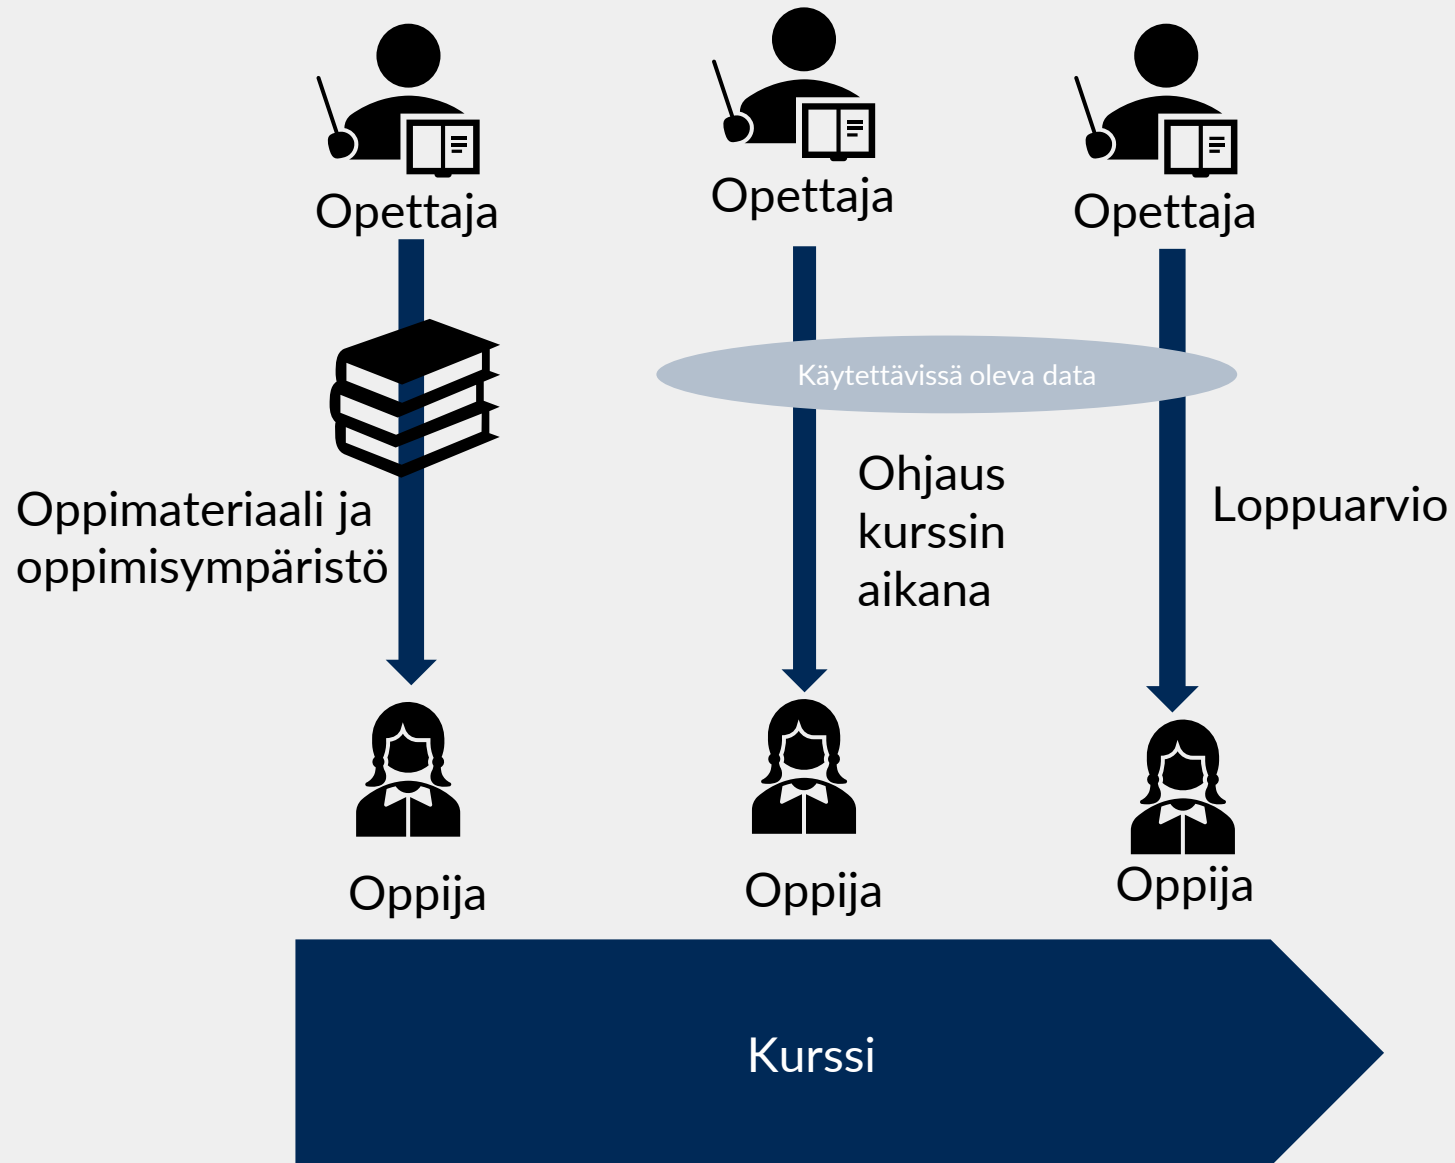 Opettaja
Opettaja
Opettaja
Käytettävissä oleva data
Oppimateriaali ja
oppimisympäristö
Ohjaus
kurssin
aikana
Loppuarvio
Oppija
Oppija
Oppija
Kurssi